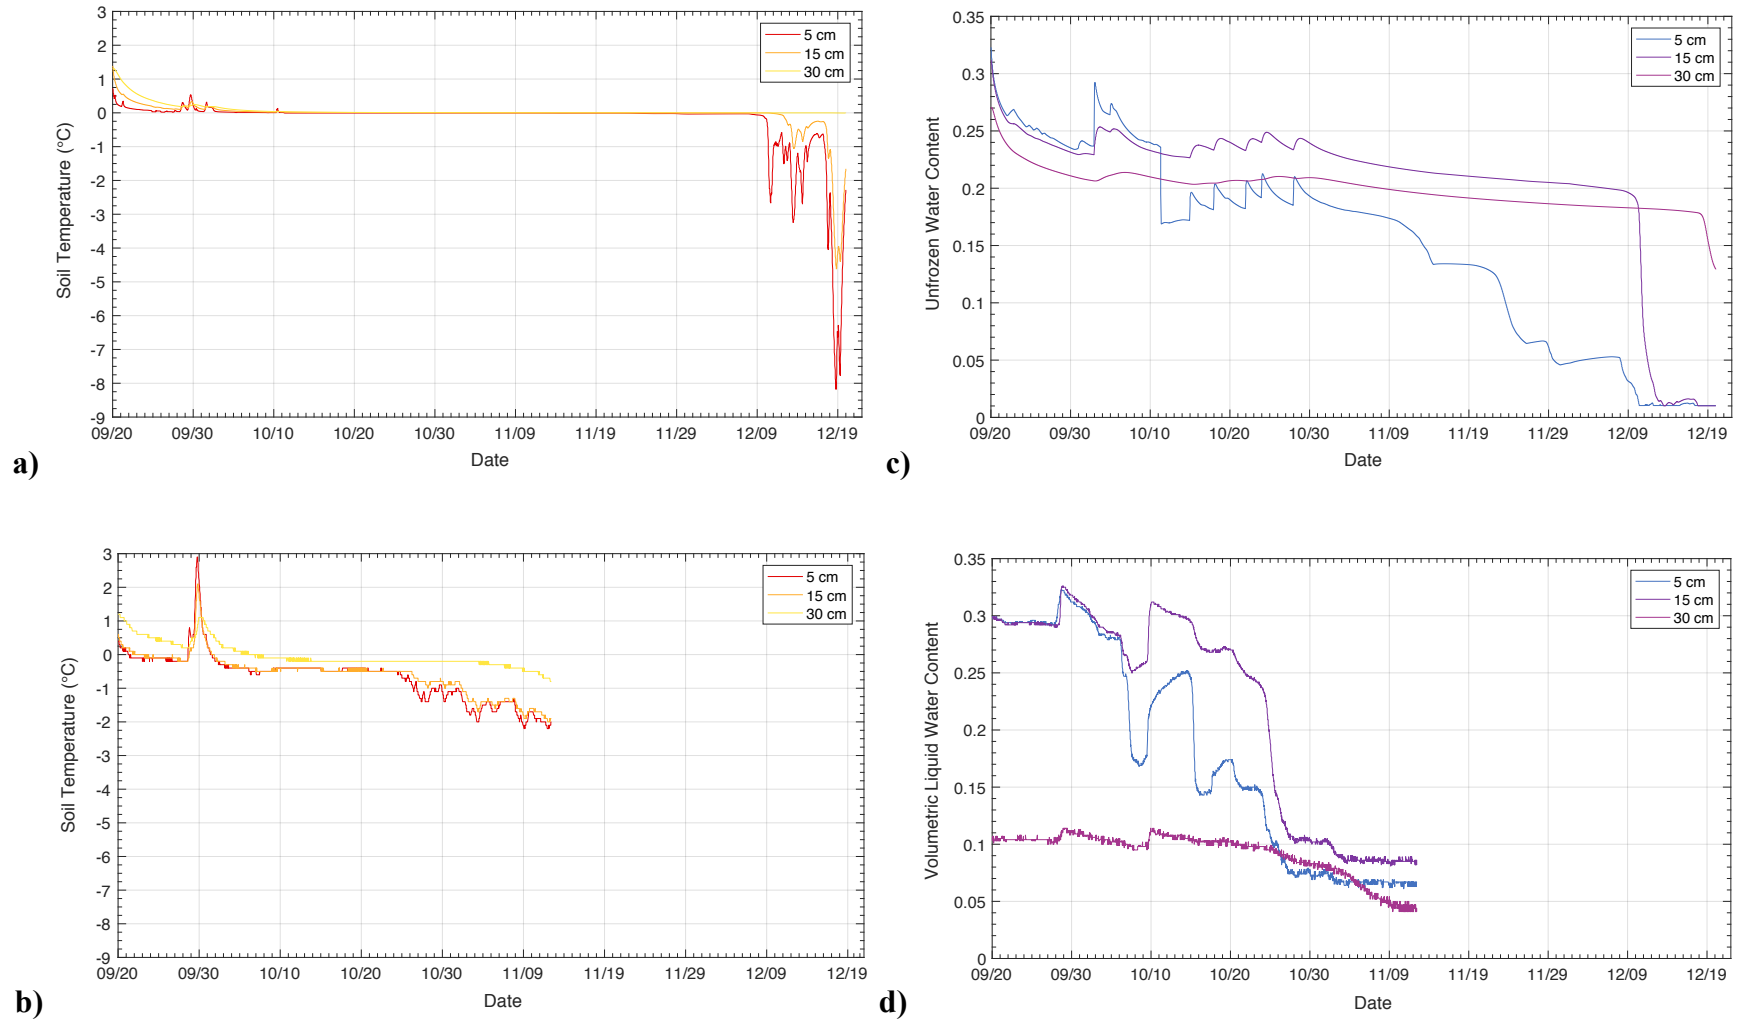 3
2
1
0
-1
-2
-3
-4
-5
-6
-7
-8
-9
Soil Temperature (°C)
5 cm
15 cm
30 cm
09/20 09/30 10/10 10/20 10/30 11/09 11/19 11/29 12/09 12/19
Date
a)
0.35
0.3
0.25
0.2
0.15
0.1
0.05
0
Unfrozen Water Content
5 cm
15 cm
30 cm
09/20 09/30 10/10 10/20 10/30 11/09 11/19 11/29 12/09 12/19
Date
c)
3
2
1
0
-1
-2
-3
-4
-5
-6
-7
-8
-9
Soil Temperature (°C)
5 cm
15 cm
30 cm
09/20 09/30 10/10 10/20 10/30 11/09 11/19 11/29 12/09 12/19
Date
b)
0.35
0.3
0.25
0.2
0.15
0.1
0.05
0
Volumetric Liquid Water Content
5 cm
15 cm
30 cm
09/20 09/30 10/10 10/20 10/30 11/09 11/19 11/29 12/09 12/19
Date
d)